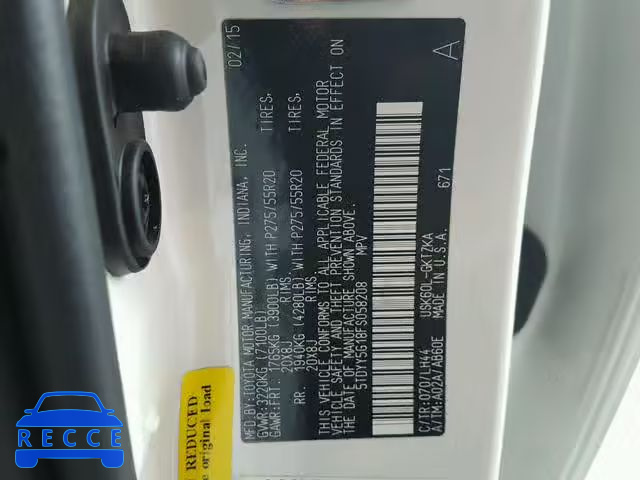 MFD BY: TOYOTA MOTOR MANUFACTURING, INDIANA, INC. 02/15
GVWR: 3220KG (7100LB)
GAWR: FRT. 1765KG (3900LB) WITH P275/55R20 TIRES,
20X8J RIMS
RR. 1940KG (4280LB) WITH P275/55R20 TIRES,
20X8J RIMS
THIS VEHICLE CONFORMS TO ALL APPLICABLE FEDERAL MOTOR
VEHICLE SAFETY AND THEFT PREVENTION STANDARDS IN EFFECT ON
THE DATE OF MANUFACTURE SHOWN ABOVE.
5TDYY5G18FS058208 MPV A
C/TR: 070/LH44 USK60L-GKTZKA 671
A/TM: A02A/AB60E MADE IN U.S.A.
REDUCED
original load
RECCE